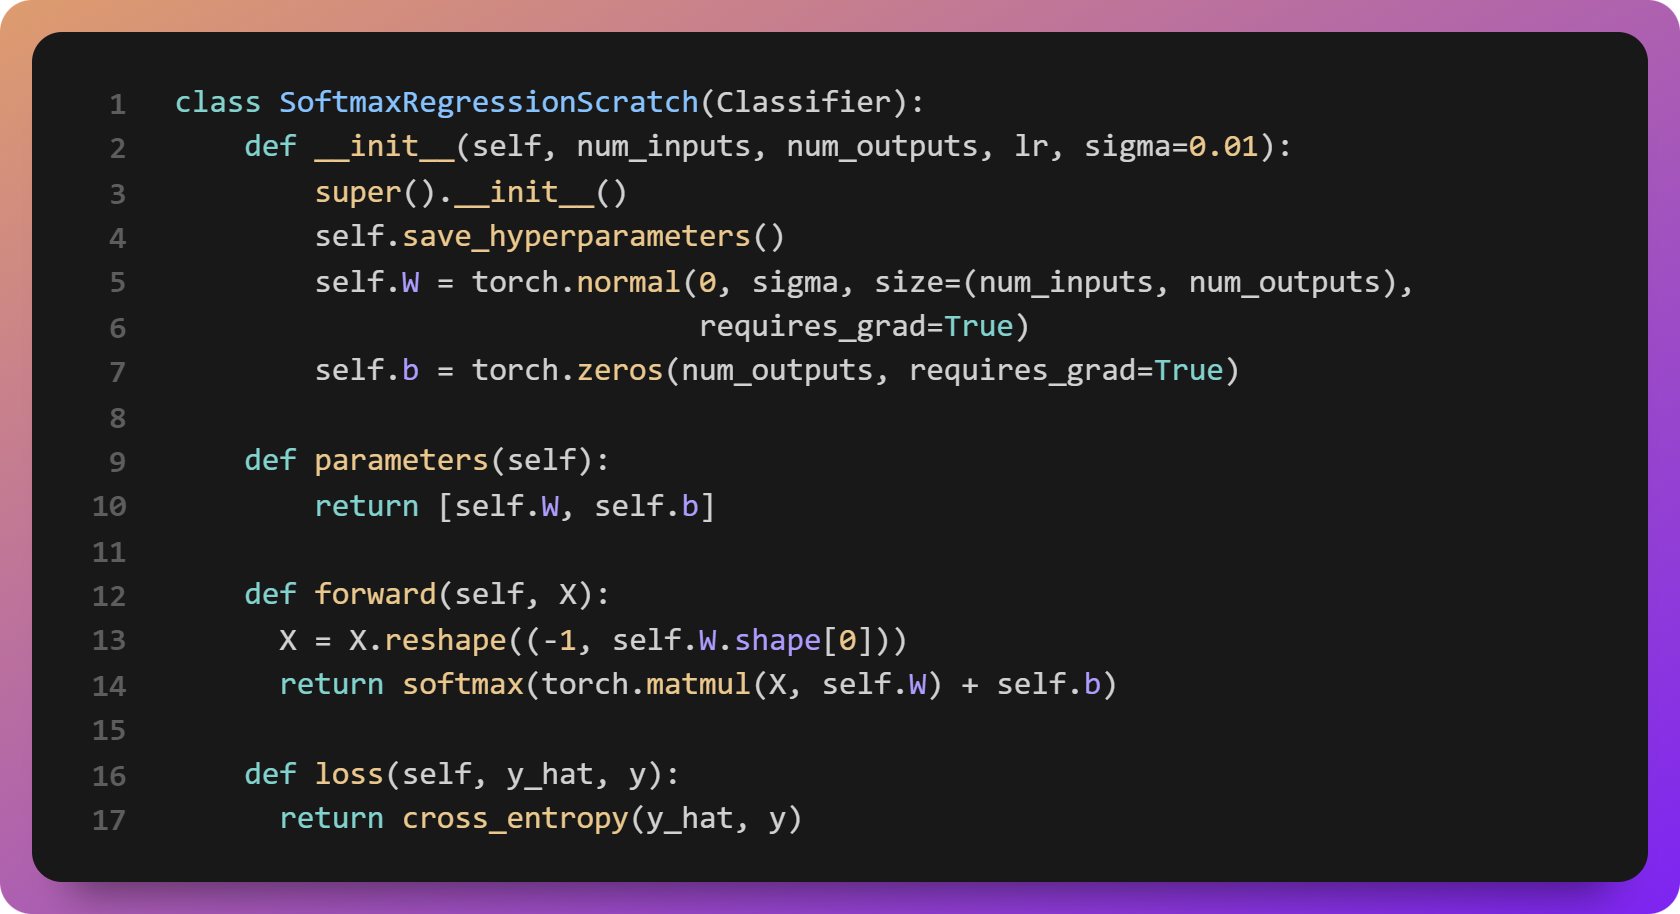 1 class SoftmaxRegressionScratch(Classifier):
2     def __init__(self, num_inputs, num_outputs, lr, sigma=0.01):
3         super().__init__()
4         self.save_hyperparameters()
5         self.W = torch.normal(0, sigma, size=(num_inputs, num_outputs),
6                               requires_grad=True)
7         self.b = torch.zeros(num_outputs, requires_grad=True)
8
9     def parameters(self):
10         return [self.W, self.b]
11
12     def forward(self, X):
13       X = X.reshape((-1, self.W.shape[0]))
14       return softmax(torch.matmul(X, self.W) + self.b)
15
16     def loss(self, y_hat, y):
17       return cross_entropy(y_hat, y)